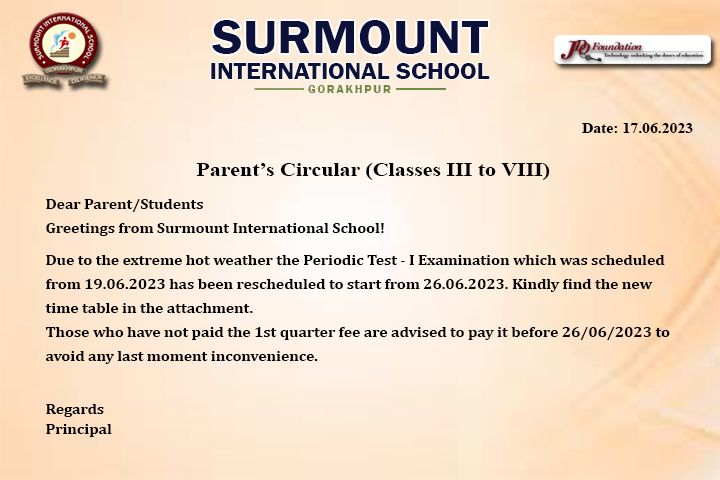 SURMOUNT INTERNATIONAL SCHOOL
GORAKHPUR
EXCELLENCE DILIGENCE
SURMOUNT
INTERNATIONAL SCHOOL
GORAKHPUR
Foundation
Technology unlocking the doors of education
Date: 17.06.2023
Parent’s Circular (Classes III to VIII)
Dear Parent/Students
Greetings from Surmount International School!
Due to the extreme hot weather the Periodic Test - I Examination which was scheduled
from 19.06.2023 has been rescheduled to start from 26.06.2023. Kindly find the new
time table in the attachment.
Those who have not paid the 1st quarter fee are advised to pay it before 26/06/2023 to
avoid any last moment inconvenience.
Regards
Principal